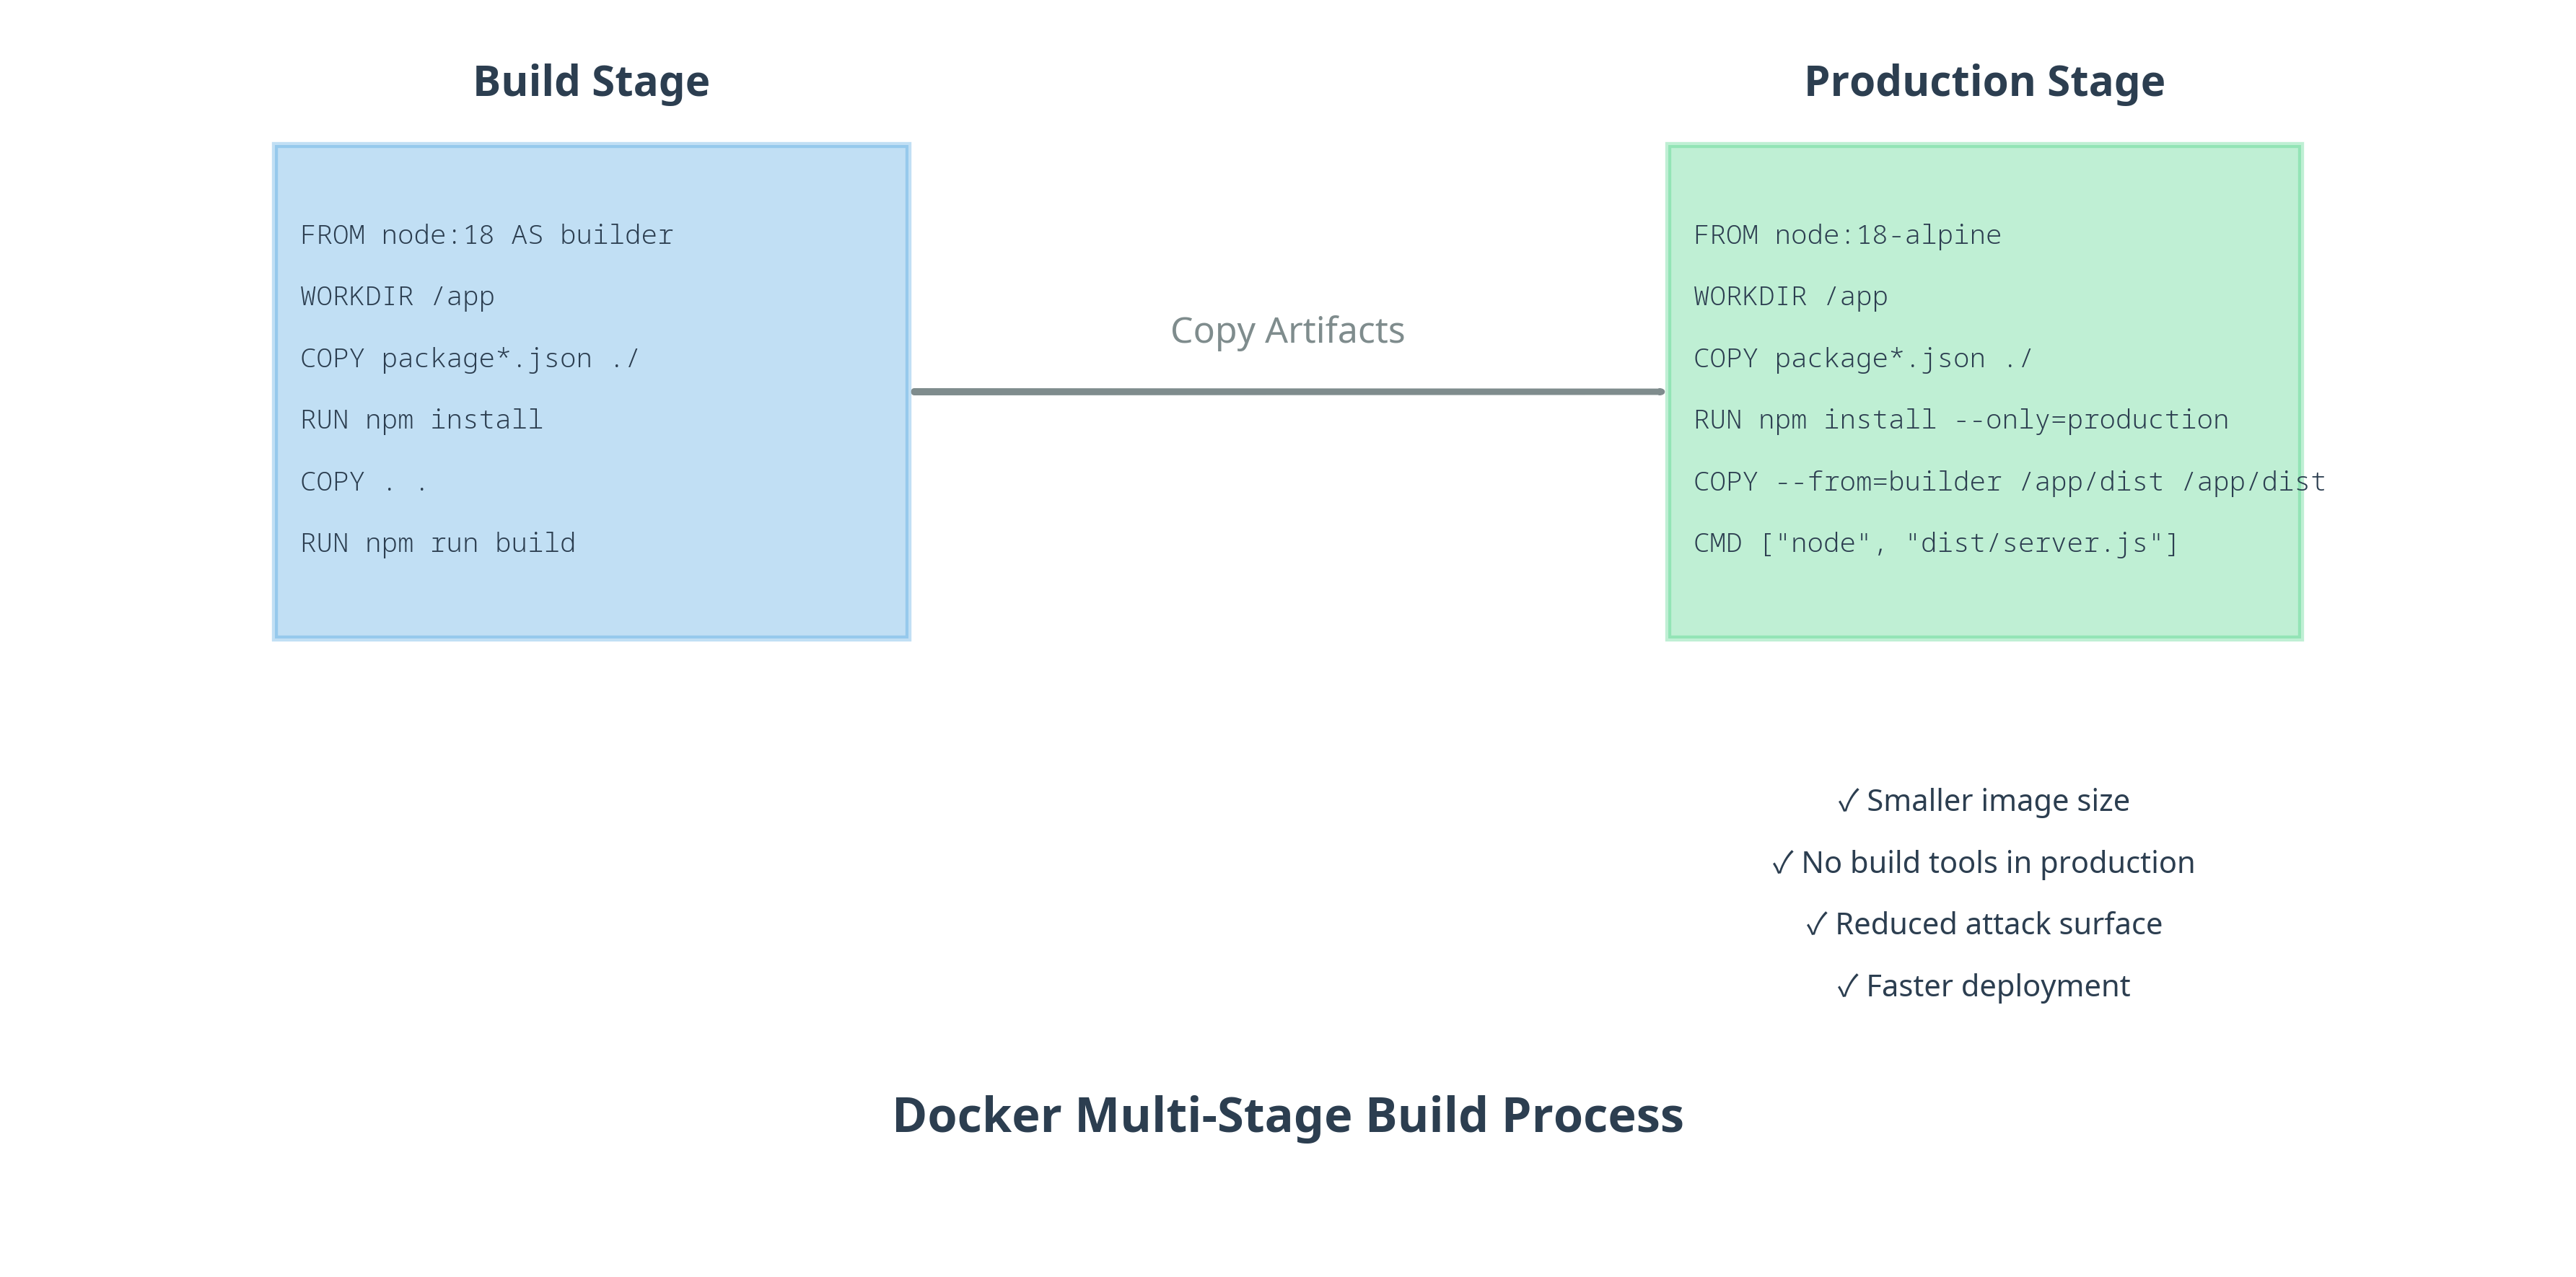 Build Stage
FROM node:18 AS builder
WORKDIR /app
COPY package*.json ./
RUN npm install
COPY . .
RUN npm run build
Copy Artifacts
Production Stage
FROM node:18-alpine
WORKDIR /app
COPY package*.json ./
RUN npm install --only=production
COPY --from=builder /app/dist /app/dist
CMD ["node", "dist/server.js"]
✓ Smaller image size
✓ No build tools in production
✓ Reduced attack surface
✓ Faster deployment
Docker Multi-Stage Build Process